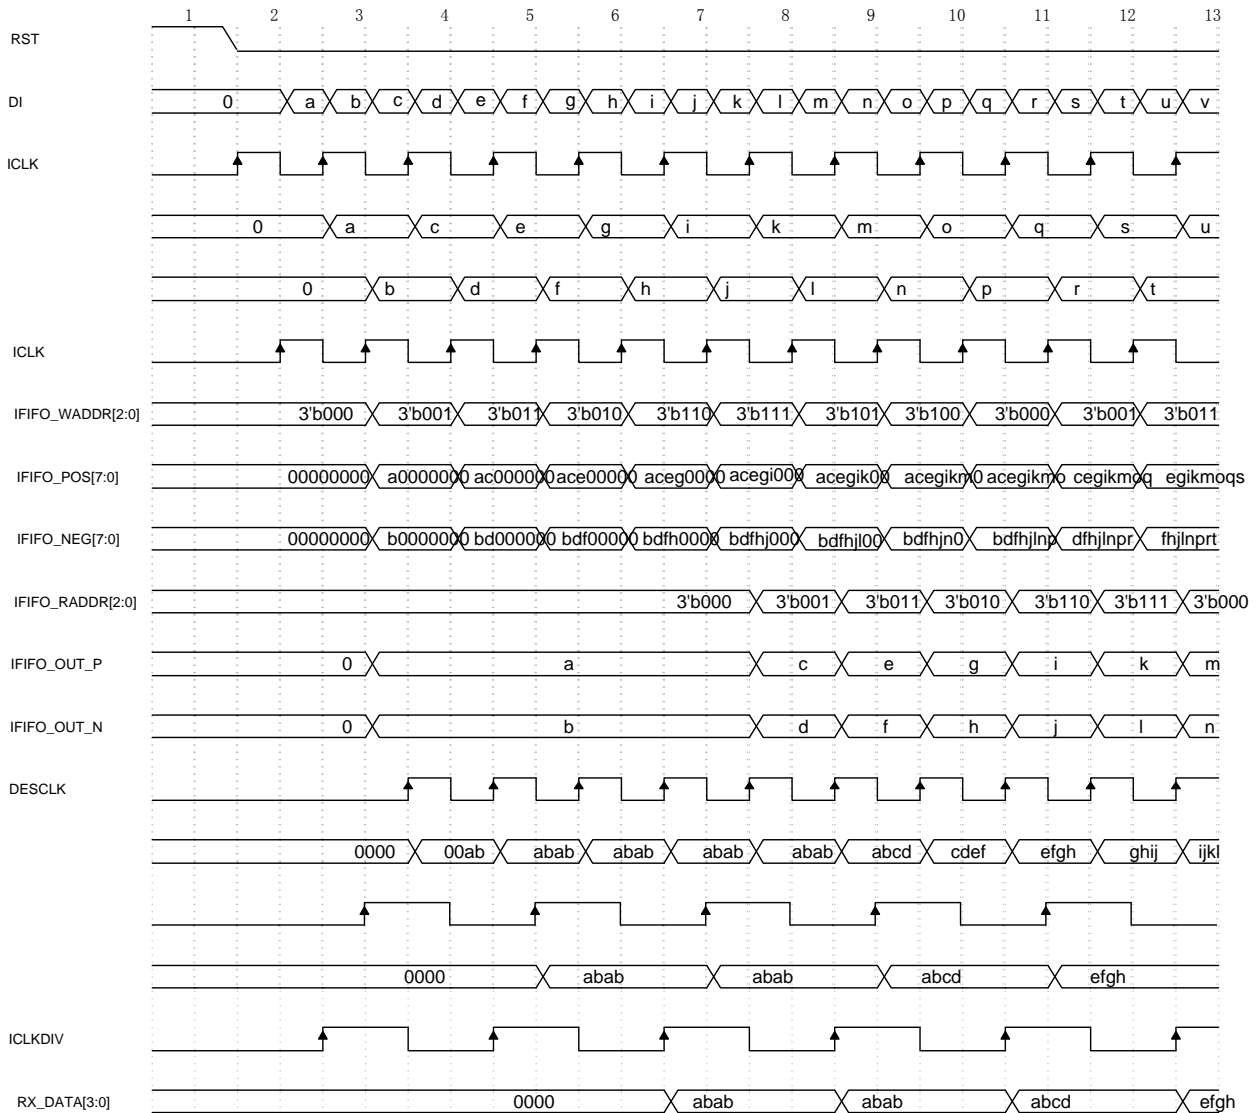 1 2 3 4 5 6 7 8 9 10 11 12 13
RST
DI 0 a b c d e f g h i j k l m n o p q r s t u v
ICLK
0 a c e g i k m o q s u
0 b d f h j l n p r t
ICLK
IFIFO_WADDR[2:0] 3'b000 3'b001 3'b011 3'b010 3'b110 3'b111 3'b101 3'b100 3'b000 3'b001 3'b011
IFIFO_POS[7:0] 00000000 a0000000 ac000000 ace00000 aceg0000 acegi000 acegik00 acegikm0 acegikmo cegikmoq egikmoqs
IFIFO_NEG[7:0] 00000000 b0000000 bd000000 bdf00000 bdfh0000 bdfhj000 bdfhjl00 bdfhjn0 bdfhjlnp dfhjlnpr fhjlnprt
IFIFO_RADDR[2:0] 3'b000 3'b001 3'b011 3'b010 3'b110 3'b111 3'b000
IFIFO_OUT_P 0 a c e g i k m
IFIFO_OUT_N 0 b d f h j l n
DESCLK
0000 00ab abab abab abab abab abcd cdef efgh ghij ijkl
0000 abab abab abcd efgh
ICLKDIV
RX_DATA[3:0] 0000 abab abab abcd efgh